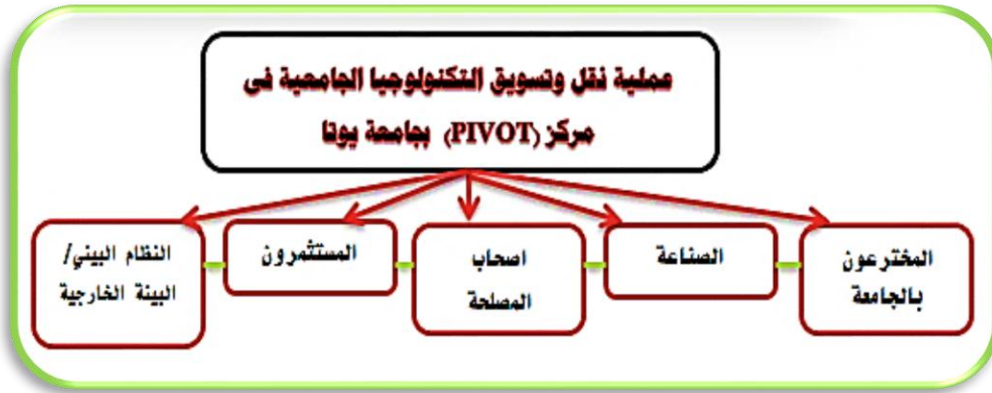 عملية نقل وتسويق التكنولوجيا الجامعية فى
مركز (PIVOT) بجامعة يوتا
المخترعون
بالجامعة
الصناعة
اصحاب
المصلحة
المستثمرون
النظام البيني/
البيئة الخارجية